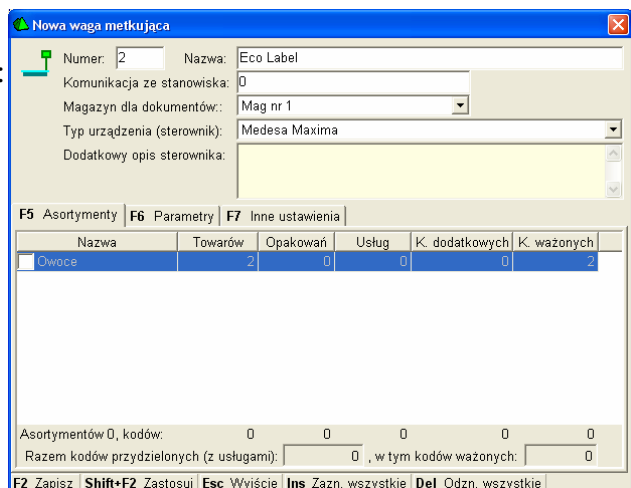 Nowa waga metkująca
Numer: 2 Nazwa: Eco Label
:
Komunikacja ze stanowiska: 0
Magazyn dla dokumentów:: Mag nr 1
Typ urządzenia (sterownik): Medesa Maxima
Dodatkowy opis sterownika:
F5 Asortymenty F6 Parametry F7 Inne ustawienia
Nazwa Towarów Opakowań Usług K. dodatkowych K. ważonych
Owoce 2 0 0 0 2
Asortymentów 0, kodów: 0 0 0 0 0
Razem kodów przydzielonych (z usługami): 0 , w tym kodów ważonych: 0
F2 Zapisz Shift+F2 Zastosuj Esc Wyjście Ins Zazn. wszystkie Del Odzn. wszystkie